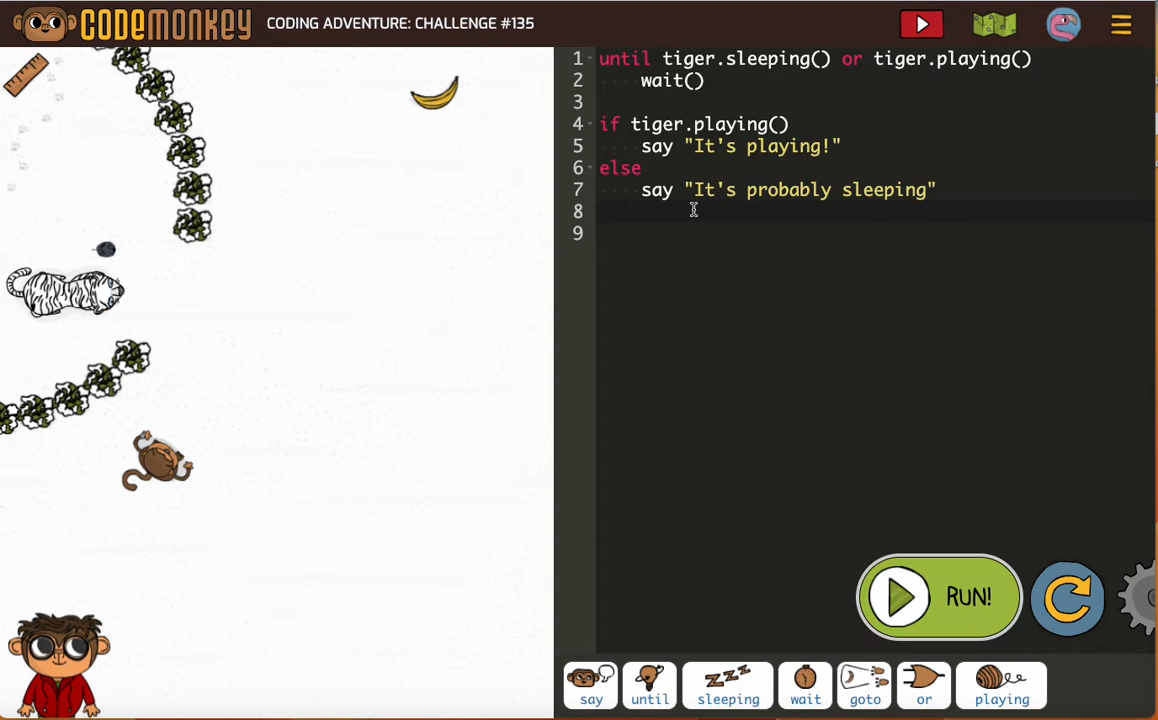 CODEMONKEY CODING ADVENTURE: CHALLENGE #135
1 until tiger.sleeping() or tiger.playing()
2 wait()
3
4 if tiger.playing()
5 say "It's playing!"
6 else
7 say "It's probably sleeping"
8
9
RUN!
say until sleeping wait goto or playing